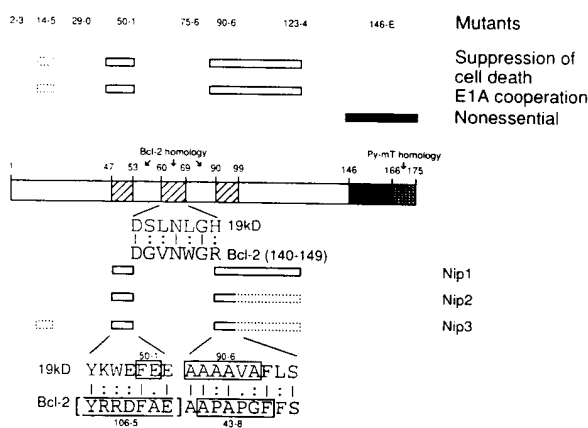 2-3 14-5 29-0 50-1 75-6 90-6 123-4 146-E Mutants
Suppression of
cell death
E1A cooperation
Nonessential
Bcl-2 homology
Py-mT homology
1 47 53 60 69 90 99 146 166 175
DSLNLGH 19kD
|::||:
DGVNWGR Bcl-2 (140-149)
Nip1
Nip2
Nip3
50-1 90-6
19kD YKWEFEE AAAAVAFLS
Bcl-2 [YRRDFAE]AAPAPGFFS
106-5 43-8